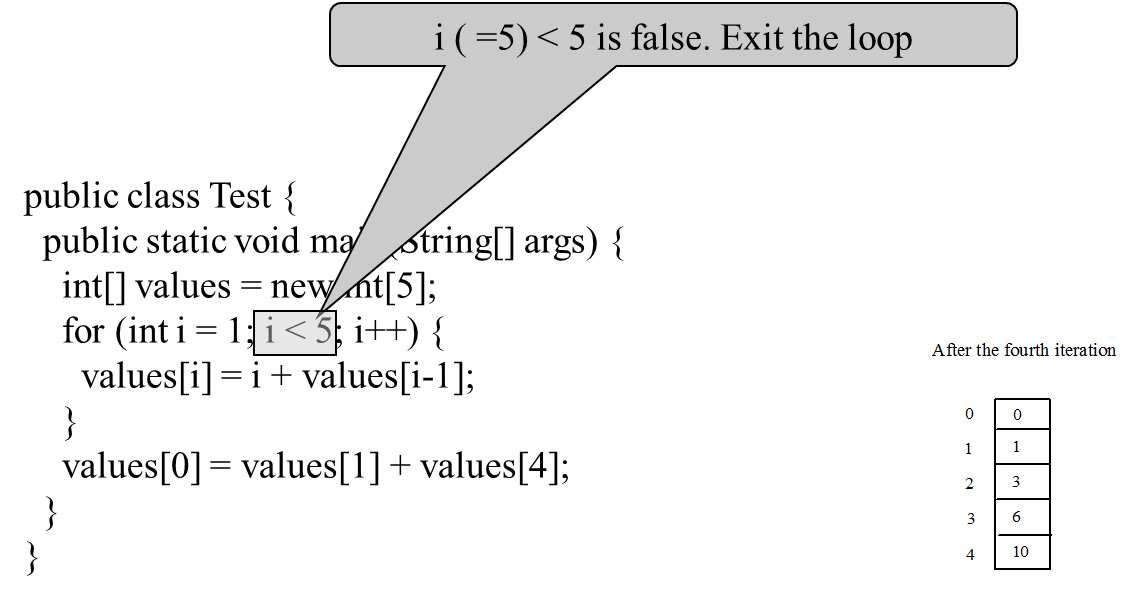 i ( =5) < 5 is false. Exit the loop
public class Test {
public static void ma String[] args) {
int[] values = new int[5];
for (int i = 1; i < 5; i++) {
values[i] = i + values[i-1];
}
values[0] = values[1] + values[4];
}
}
After the fourth iteration
0 0
1 1
2 3
3 6
4 10